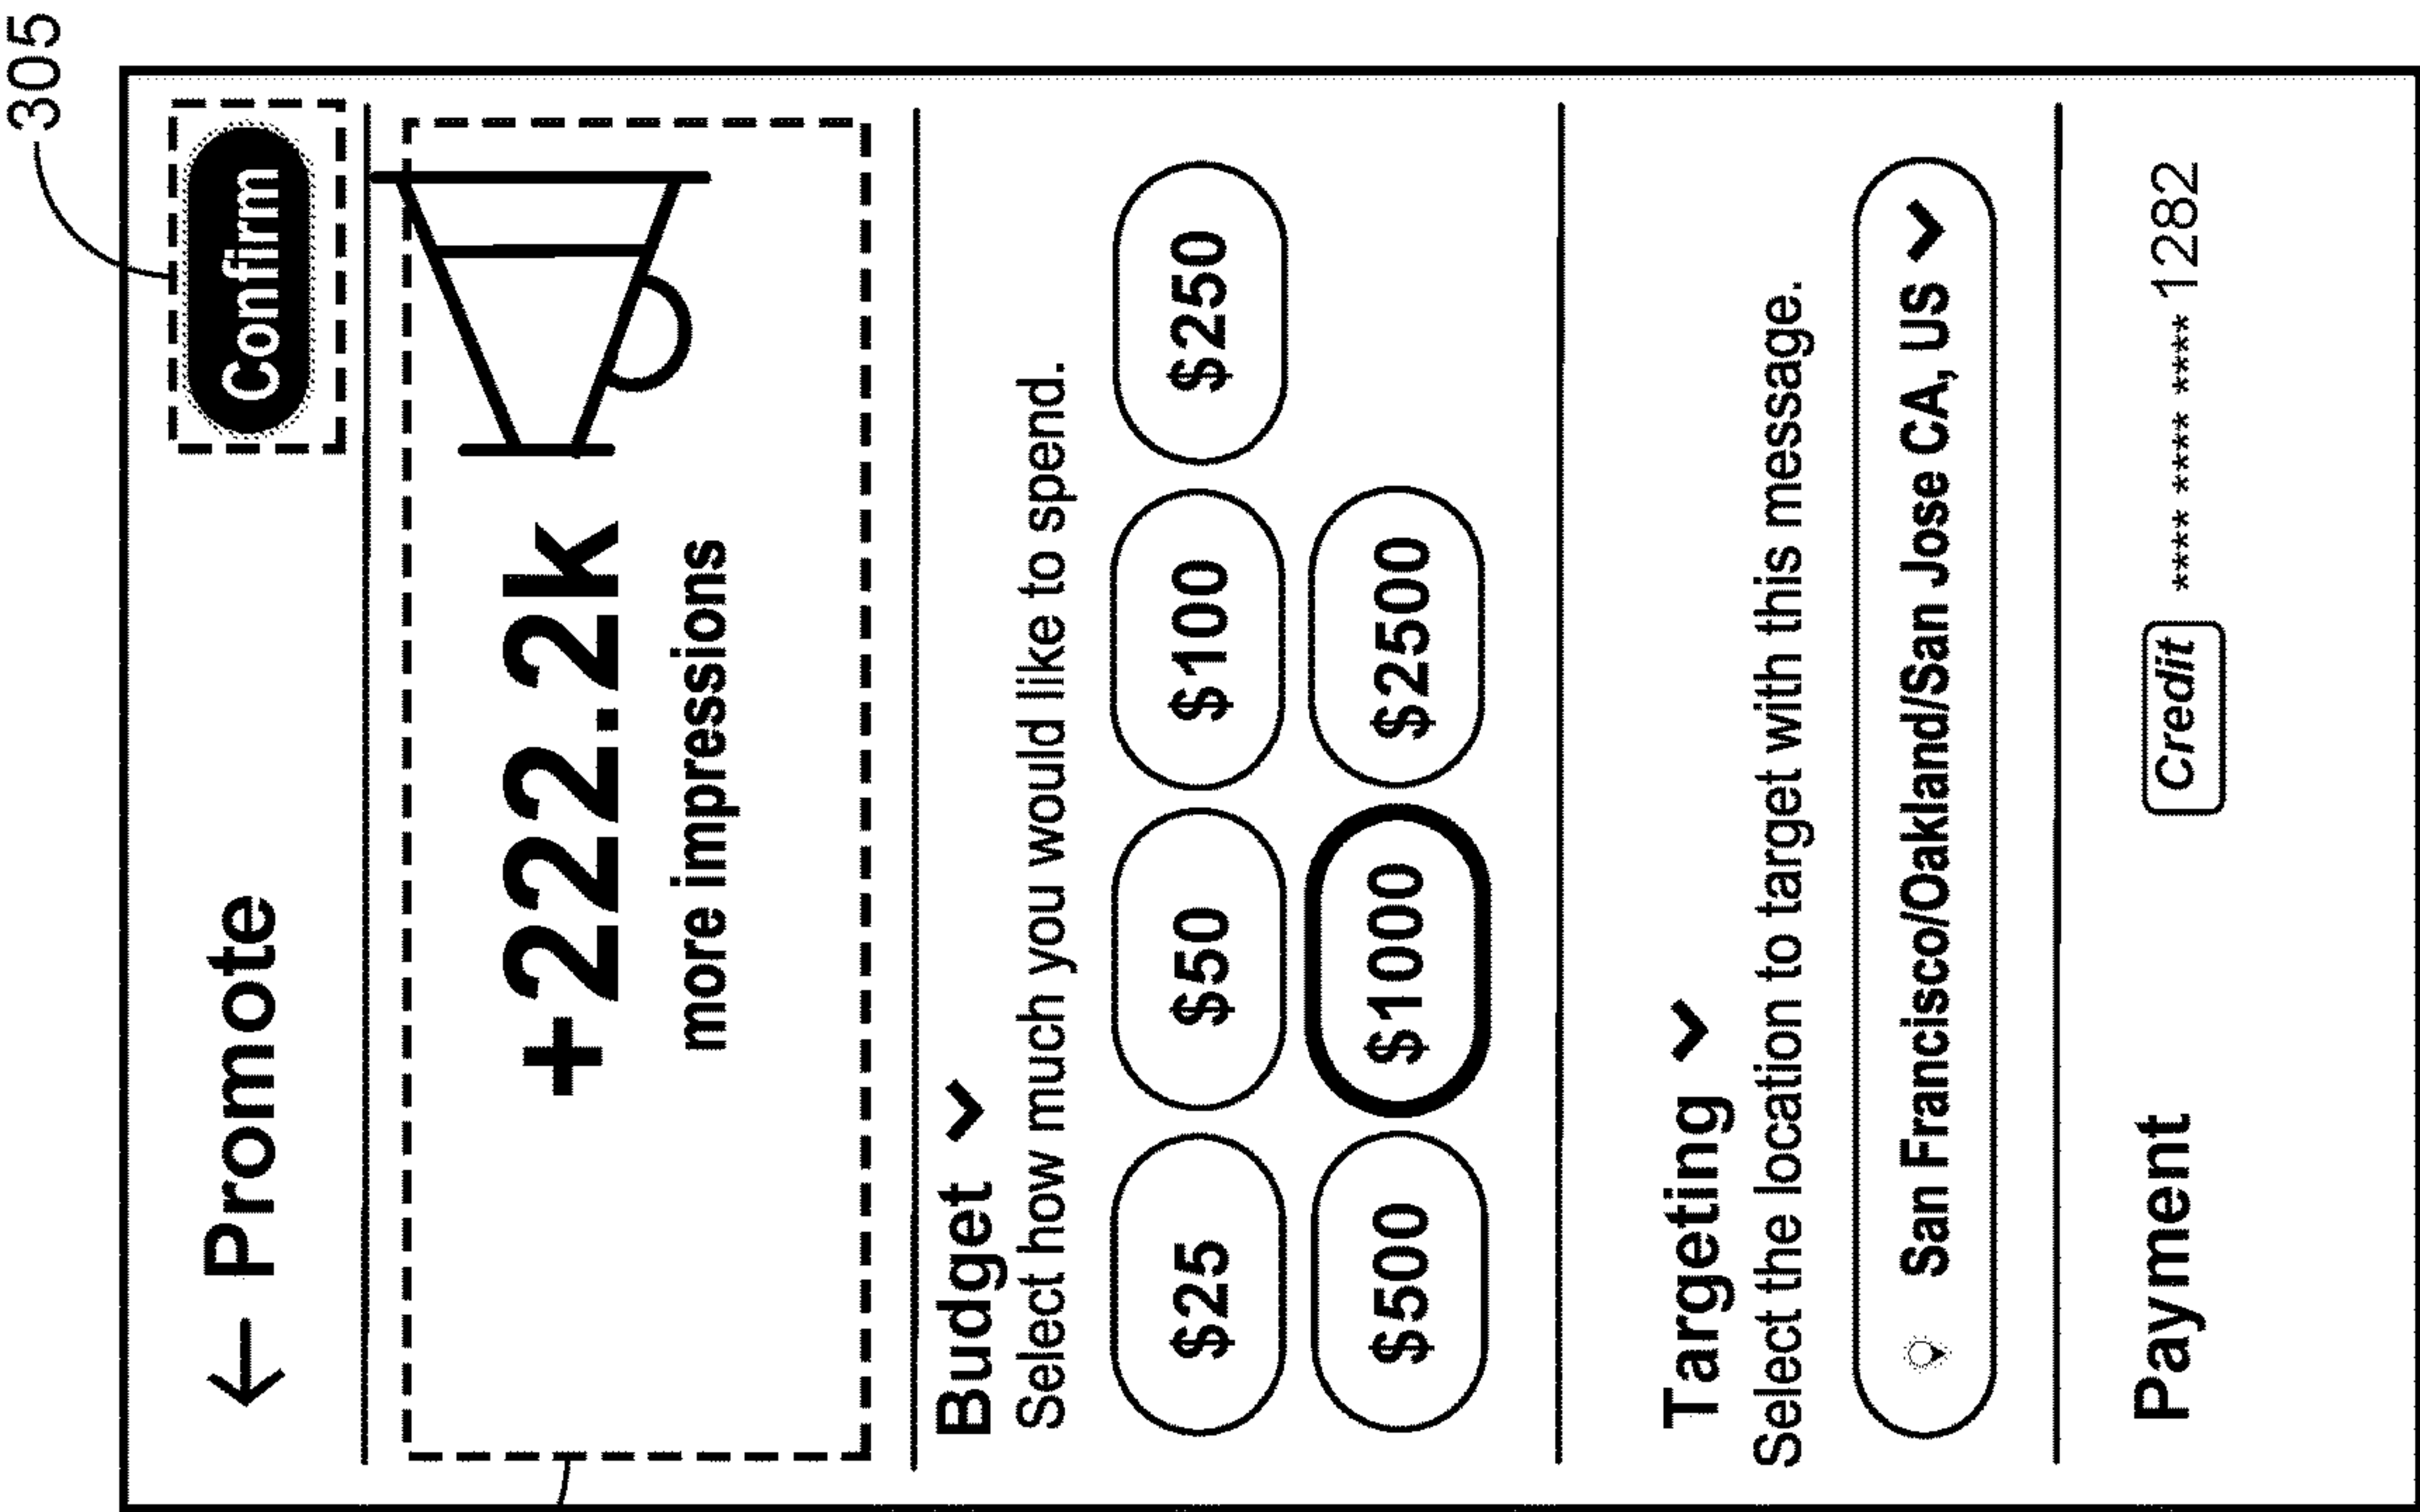 305
← Promote Confirm
+222.2k
more impressions
Budget
Select how much you would like to spend.
$25 $50 $100 $250
$500 $1000 $2500
Targeting
Select the location to target with this message.
San Francisco/Oakland/San Jose CA, US
Payment Credit **** **** **** 1282